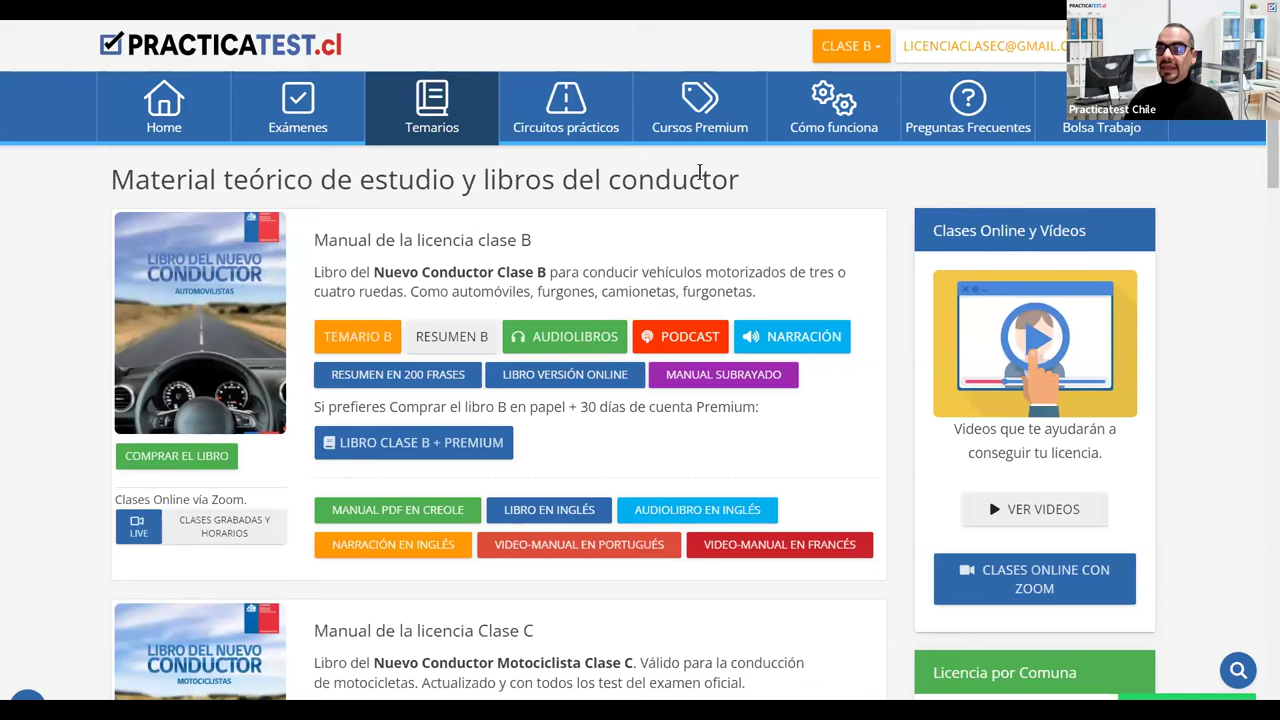 PRACTICATEST.cl
CLASE B
LICENCIACLASEC@GMAIL.C
PRACTICATEST.cl
Practicatest Chile
Home
Exámenes
Temarios
Circuitos prácticos
Cursos Premium
Cómo funciona
Preguntas Frecuentes
Bolsa Trabajo
Material teórico de estudio y libros del conductor
LIBRO DEL NUEVO
CONDUCTOR
AUTOMOVILISTAS
COMPRAR EL LIBRO
Clases Online vía Zoom.
LIVE
CLASES GRABADAS Y
HORARIOS
Manual de la licencia clase B
Libro del Nuevo Conductor Clase B para conducir vehículos motorizados de tres o
cuatro ruedas. Como automóviles, furgones, camionetas, furgonetas.
TEMARIO B
RESUMEN B
AUDIOLIBROS
PODCAST
NARRACIÓN
RESUMEN EN 200 FRASES
LIBRO VERSIÓN ONLINE
MANUAL SUBRAYADO
Si prefieres Comprar el libro B en papel + 30 días de cuenta Premium:
LIBRO CLASE B + PREMIUM
MANUAL PDF EN CREOLE
LIBRO EN INGLÉS
AUDIOLIBRO EN INGLÉS
NARRACIÓN EN INGLÉS
VIDEO-MANUAL EN PORTUGUÉS
VIDEO-MANUAL EN FRANCÉS
Clases Online y Vídeos
Videos que te ayudarán a
conseguir tu licencia.
VER VIDEOS
CLASES ONLINE CON
ZOOM
LIBRO DEL NUEVO
CONDUCTOR
MOTOCICLISTAS
Manual de la licencia Clase C
Libro del Nuevo Conductor Motociclista Clase C. Válido para la conducción
de motocicletas. Actualizado y con todos los test del examen oficial.
Licencia por Comuna